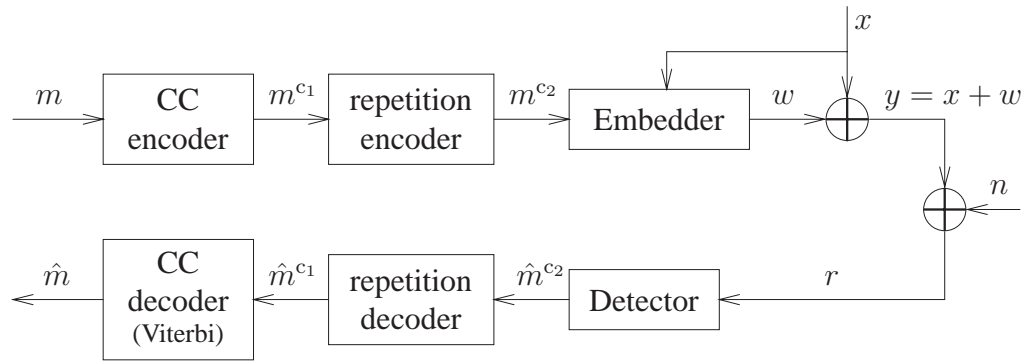 x
m
CC
encoder
m^{c_1}
repetition
encoder
m^{c_2}
Embedder
w
y = x + w
n
m̂
CC
decoder
(Viterbi)
m̂^{c_1}
repetition
decoder
m̂^{c_2}
Detector
r